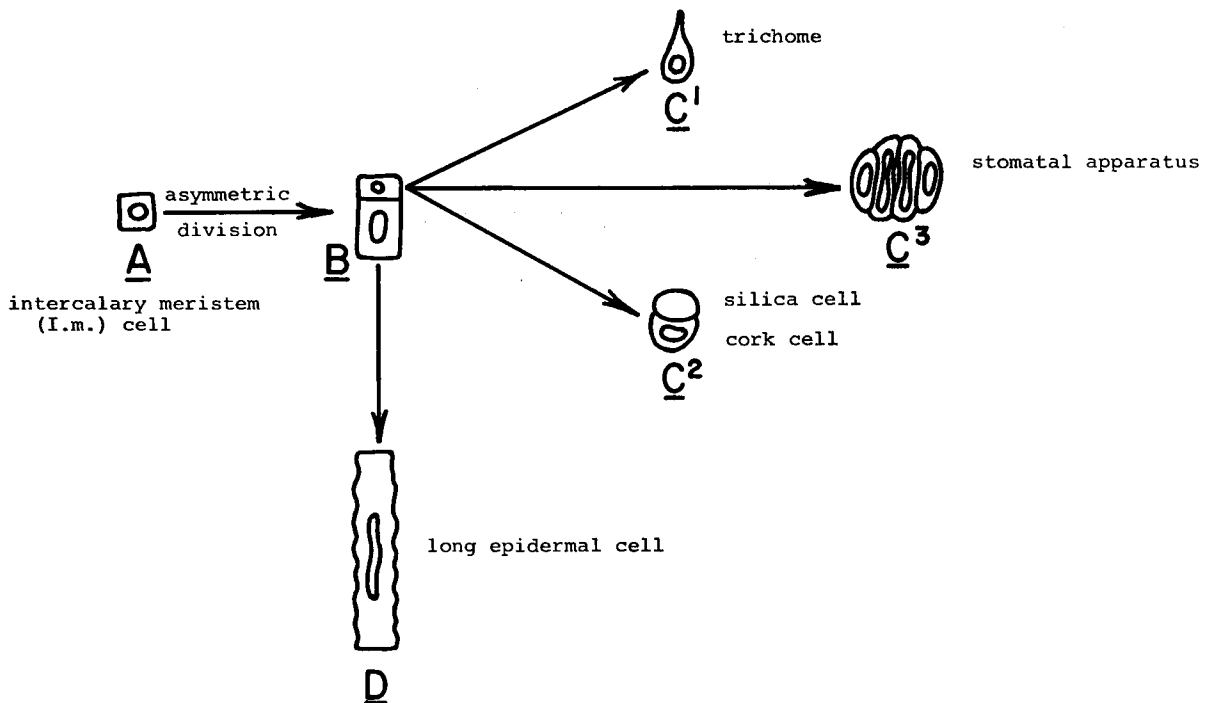 trichome
C¹
asymmetric
division
stomatal apparatus
A
B
C³
intercalary meristem
(I.m.) cell
silica cell
cork cell
C²
long epidermal cell
D